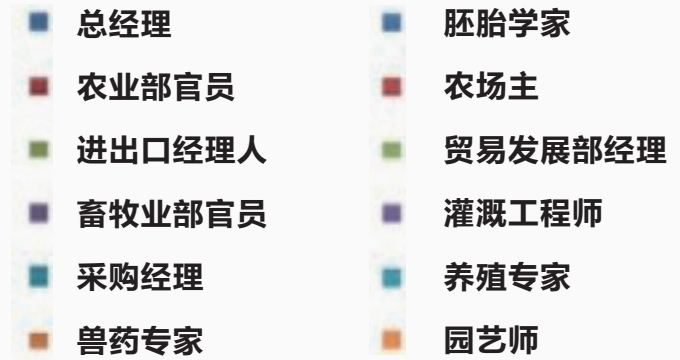 总经理
农业部官员
进出口经理人
畜牧业部官员
采购经理
兽药专家
胚胎学家
农场主
贸易发展部经理
灌溉工程师
养殖专家
园艺师